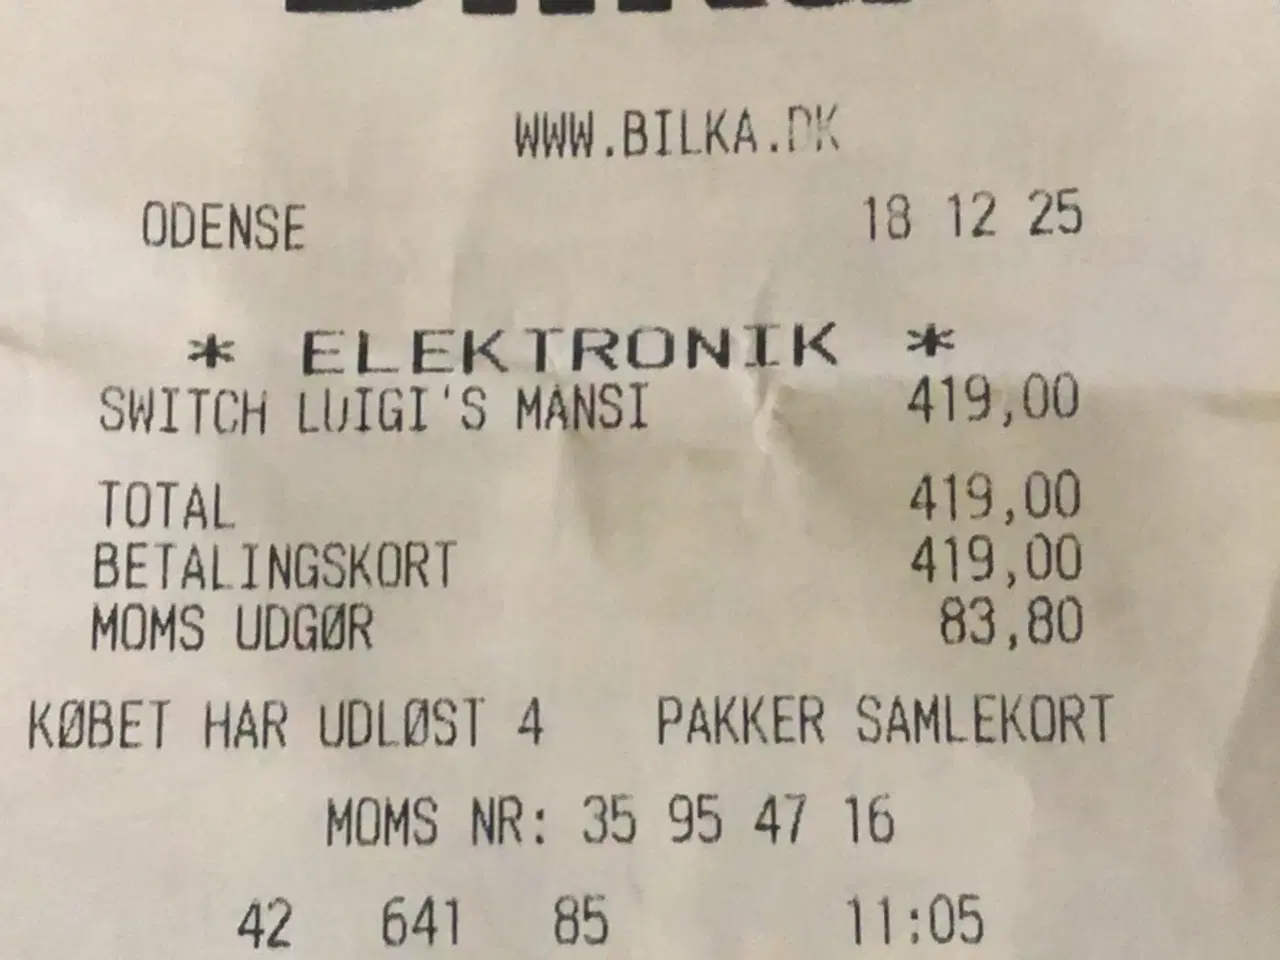 WWW.BILKA.DK
ODENSE 18 12 25
* ELEKTRONIK *
SWITCH LUIGI'S MANSI 419,00
TOTAL 419,00
BETALINGSKORT 419,00
MOMS UDGØR 83,80
KØBET HAR UDLØST 4 PAKKER SAMLEKORT
MOMS NR: 35 95 47 16
42 641 85 11:05